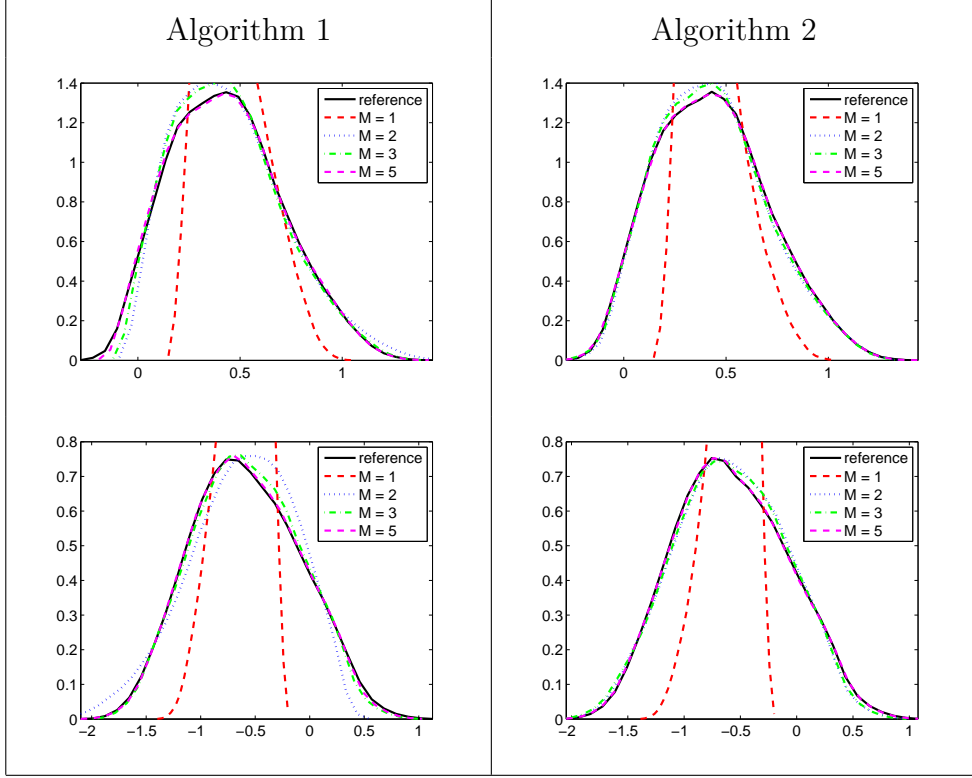 Algorithm 1
Algorithm 2
1.4
1.2
1
0.8
0.6
0.4
0.2
0
0 0.5 1
reference
M = 1
M = 2
M = 3
M = 5
1.4
1.2
1
0.8
0.6
0.4
0.2
0
0 0.5 1
reference
M = 1
M = 2
M = 3
M = 5
0.8
0.7
0.6
0.5
0.4
0.3
0.2
0.1
0
−2 −1.5 −1 −0.5 0 0.5 1
reference
M = 1
M = 2
M = 3
M = 5
0.8
0.7
0.6
0.5
0.4
0.3
0.2
0.1
0
−2 −1.5 −1 −0.5 0 0.5 1
reference
M = 1
M = 2
M = 3
M = 5